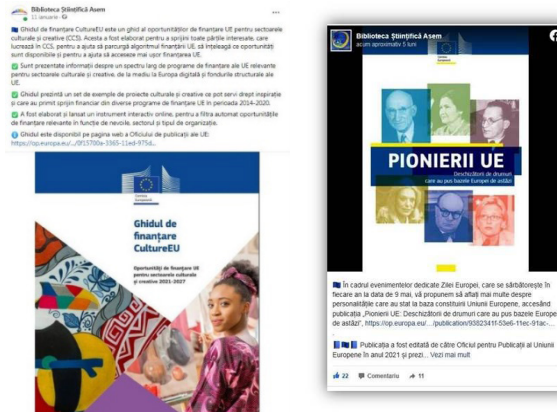 Biblioteca Științifică Asem
11 ianuarie
Ghidul de finanțare CultureEU este un ghid al oportunităților de finanțare UE pentru sectoarele
culturale și creative (CCS). Acesta a fost elaborat pentru a sprijini toate părțile interesate, care
lucrează în CCS, pentru a ajuta să parcurgă algoritmul finanțării UE, să înțeleagă ce oportunități
sunt disponibile și pentru a ajuta să acceseze mai ușor finanțarea UE.
Sunt prezentate informații despre un spectru larg de programe de finanțare ale UE relevante
pentru sectoarele culturale și creative, de la mediu la Europa digitală și fondurile structurale ale
UE.
Ghidul prezintă un set de exemple de proiecte culturale și creative ce pot servi drept inspirație
și care au primit sprijin financiar din diverse programe de finanțare UE în perioada 2014-2020.
A fost elaborat și lansat un instrument interactiv online, pentru a filtra automat oportunitățile
de finanțare relevante în funcție de nevoile, sectorul și tipul de organizație.
Ghidul este disponibil pe pagina web a Oficiului de publicații ale UE:
https://op.europa.eu/.../0f15700a-3365-11ed-975d...
Ghidul de
finanțare
CultureEU
Oportunități de finanțare UE
pentru sectoarele culturale
și creative 2021-2027
Biblioteca Științifică Asem
acum aproximativ 5 luni
PIONIERII UE
Deschizătorii de drumuri
care au pus bazele Europei de astăzi
În cadrul evenimentelor dedicate Zilei Europei, care se sărbătorește în
fiecare an la data de 9 mai, vă propunem să aflați mai multe despre
personalitățile care au stat la baza constituirii Uniunii Europene, accesând
publicația „Pionierii UE: Deschizătorii de drumuri care au pus bazele Europei
de astăzi”, https://op.europa.eu/.../publication/9382341f-53e6-11ec-91ac-...
.
Publicația a fost editată de către Oficiul pentru Publicații al Uniunii
Europene în anul 2021 și prezi... Vezi mai mult
22 Comentariu 11